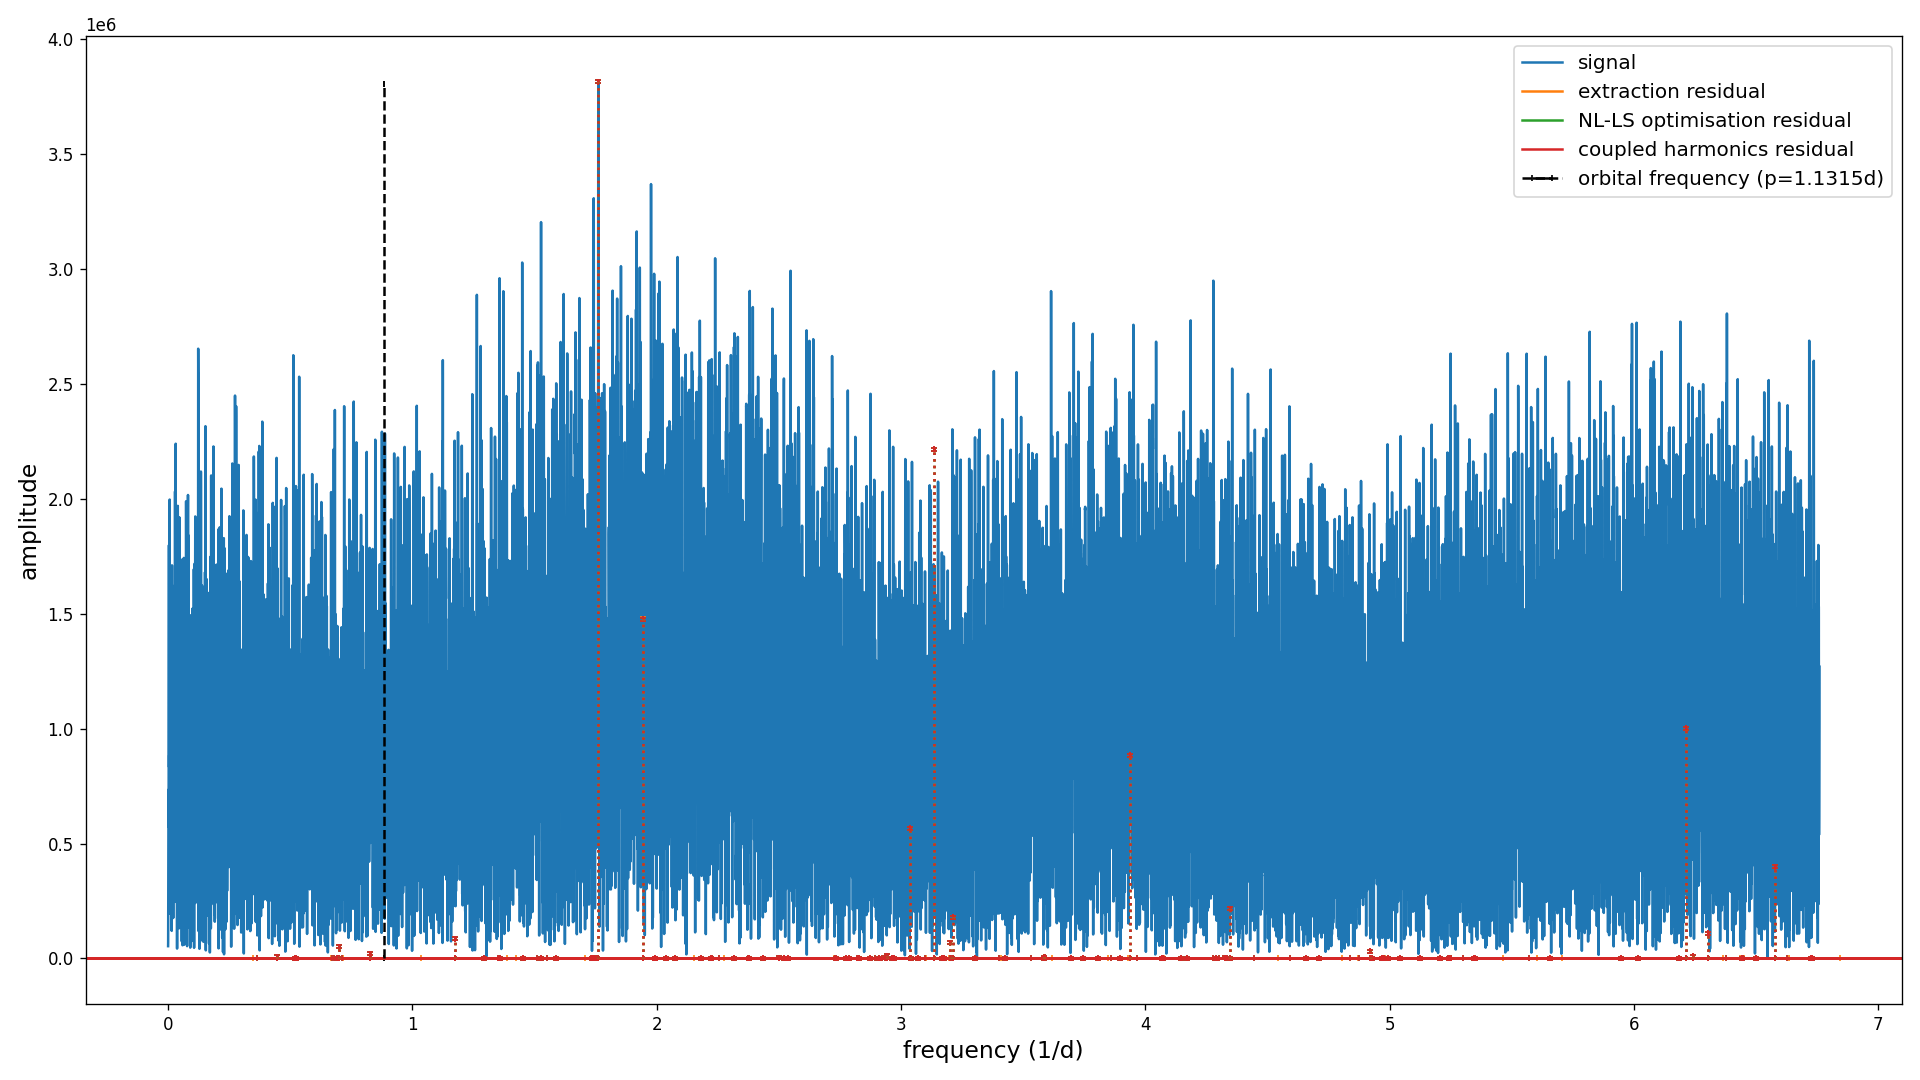 1e6
4.0
3.5
3.0
2.5
2.0
1.5
1.0
0.5
0.0
amplitude
0
1
2
3
4
5
6
7
frequency (1/d)
signal
extraction residual
NL-LS optimisation residual
coupled harmonics residual
orbital frequency (p=1.1315d)